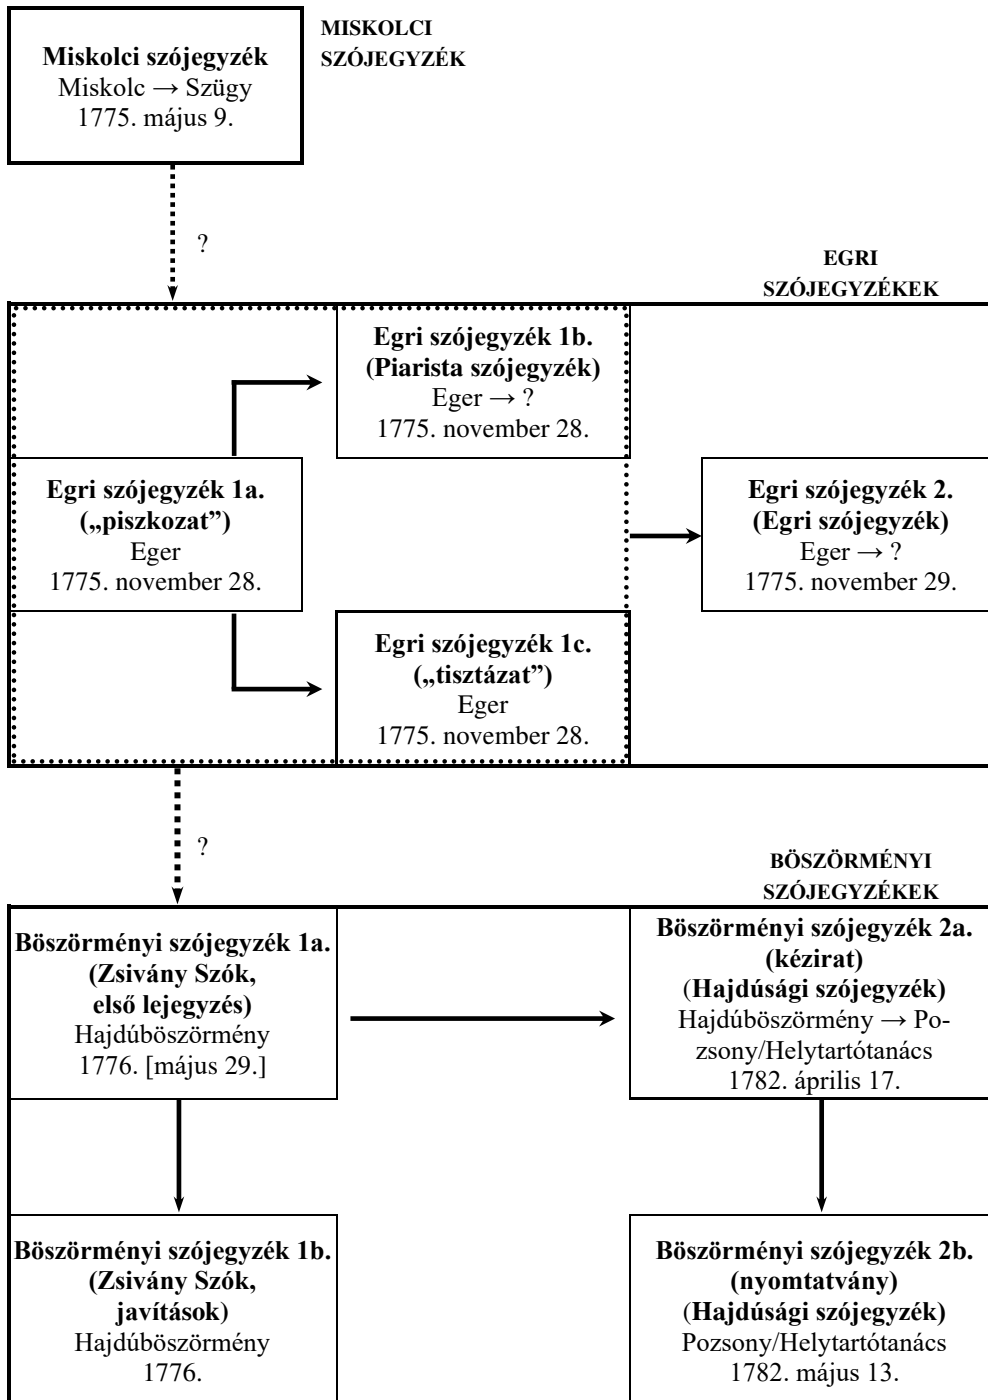 MISKOLCI
SZÓJEGYZÉK
Miskolci szójegyzék
Miskolc → Szügy
1775. május 9.
?
EGRI
SZÓJEGYZÉKEK
Egri szójegyzék 1b.
(Piarista szójegyzék)
Eger → ?
1775. november 28.
Egri szójegyzék 1a.
(„piszkozat”)
Eger
1775. november 28.
Egri szójegyzék 2.
(Egri szójegyzék)
Eger → ?
1775. november 29.
Egri szójegyzék 1c.
(„tisztázat”)
Eger
1775. november 28.
?
BÖSZÖRMÉNYI
SZÓJEGYZÉKEK
Böszörményi szójegyzék 1a.
(Zsivány Szók,
első lejegyzés)
Hajdúböszörmény
1776. [május 29.]
Böszörményi szójegyzék 2a.
(kézirat)
(Hajdúsági szójegyzék)
Hajdúböszörmény → Po-
zsony/Helytartótanács
1782. április 17.
Böszörményi szójegyzék 1b.
(Zsivány Szók,
javítások)
Hajdúböszörmény
1776.
Böszörményi szójegyzék 2b.
(nyomtatvány)
(Hajdúsági szójegyzék)
Pozsony/Helytartótanács
1782. május 13.